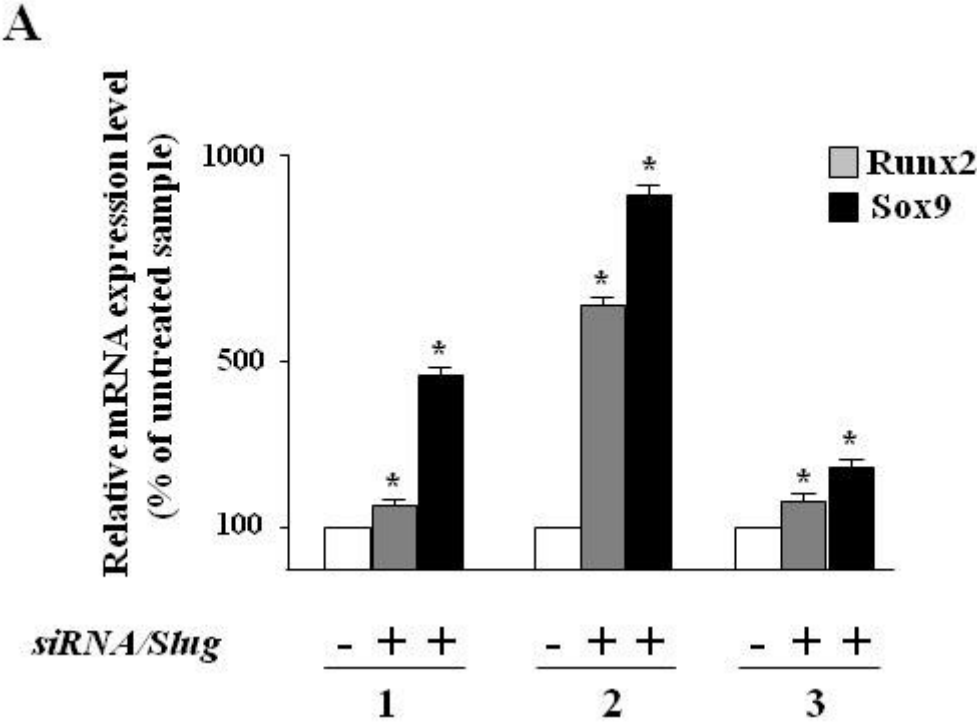 A
Relative mRNA expression level
(% of untreated sample)
1000
500
100
* * * * * *
Runx2
Sox9
siRNA/Slug - + + - + + - + +
1 2 3